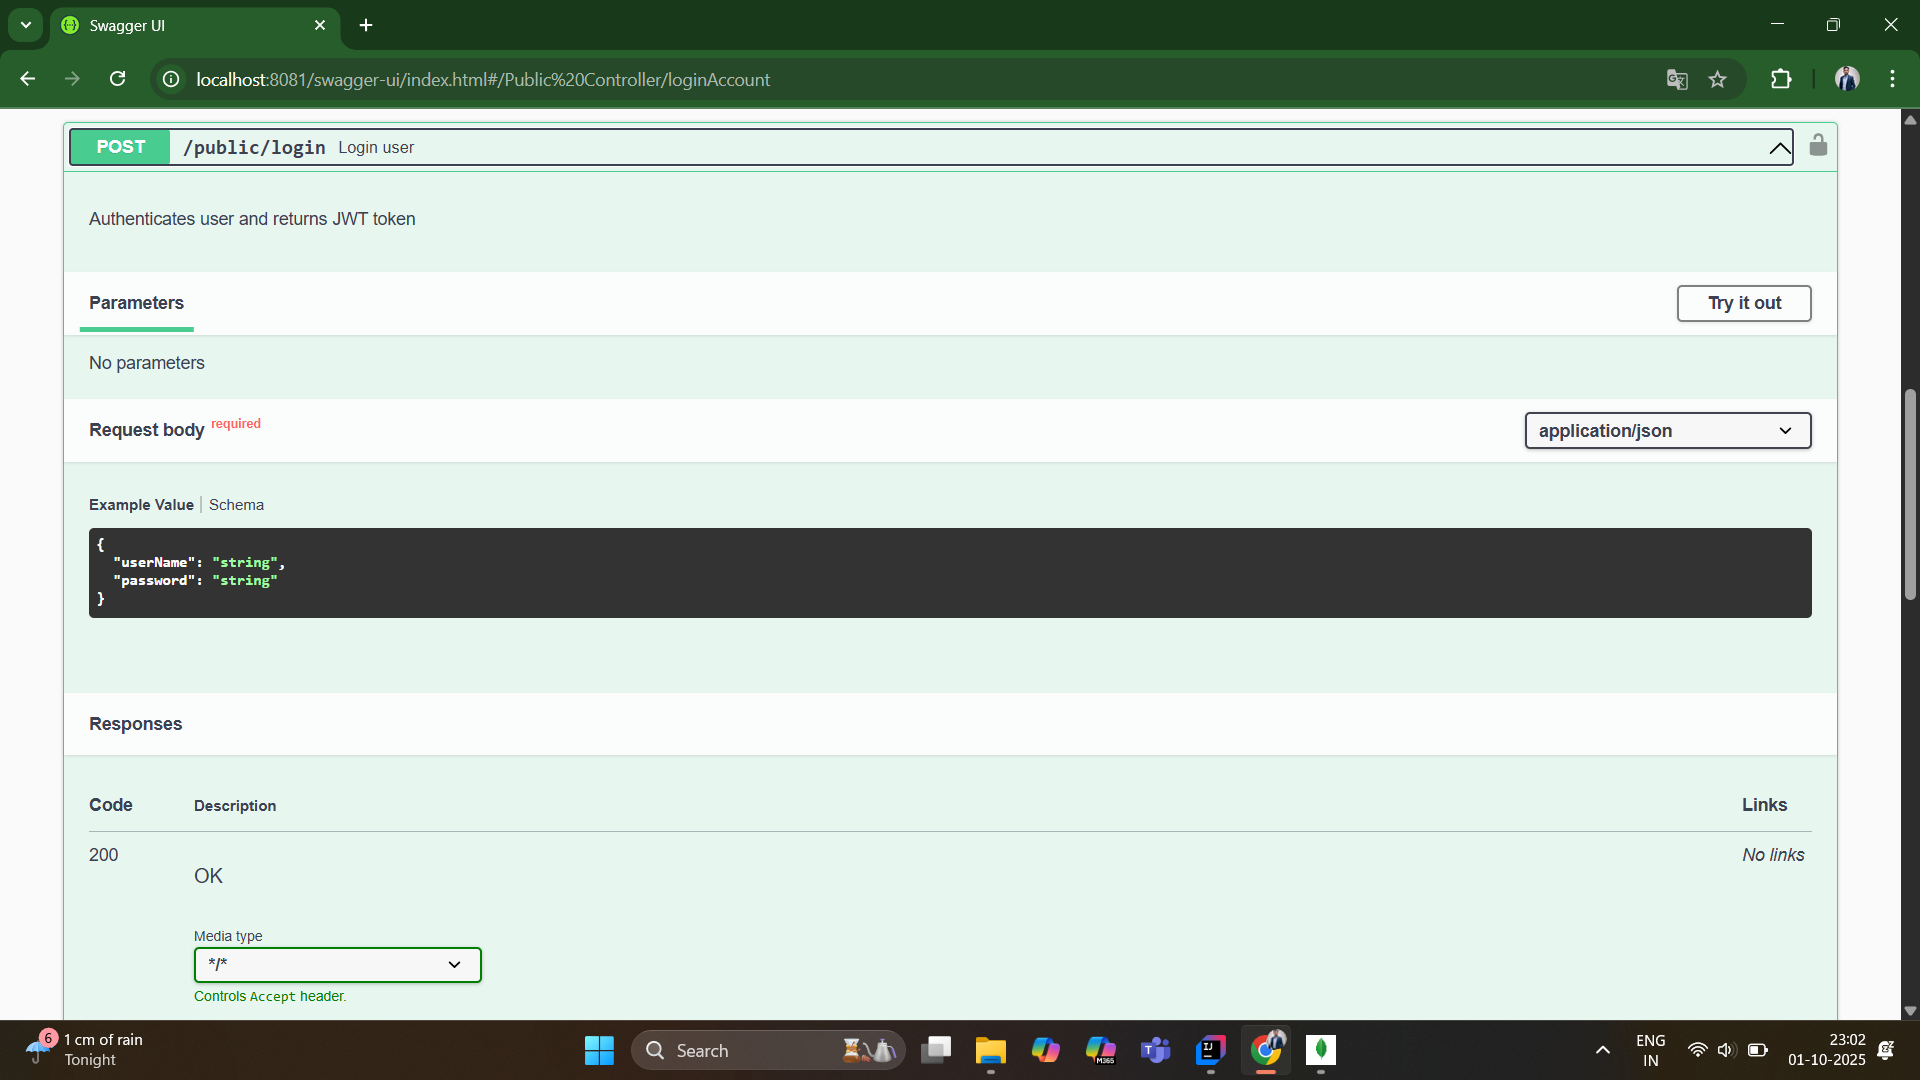 Swagger UI
localhost:8081/swagger-ui/index.html#/Public%20Controller/loginAccount
POST /public/login Login user
Authenticates user and returns JWT token
Parameters
Try it out
No parameters
Request body required
application/json
Example Value Schema
{
"userName": "string",
"password": "string"
}
Responses
Code Description Links
200 No links
OK
Media type
*/*
Controls Accept header.
6
1 cm of rain
Tonight
Search
M365
T
IJ
ENG
IN
23:02
01-10-2025